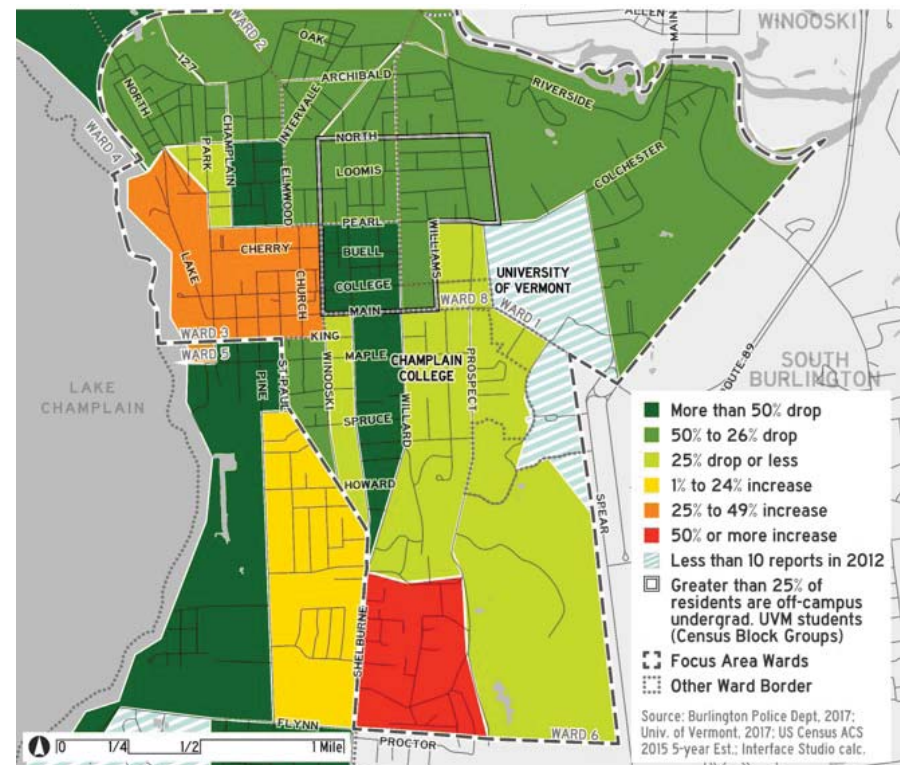 ALLEN
MAIN
WINOOSKI
WARD 2
OAK
127
NORTH
ARCHIBALD
INTERVALE
RIVERSIDE
WARD 4
PARK
CHAMPLAIN
ELMWOOD
NORTH
LOOMIS
COLCHESTER
PEARL
WILLIAMS
LAKE
CHERRY
CHURCH
BUELL
COLLEGE
UNIVERSITY
OF VERMONT
MAIN
WARD 8
WARD 1
WARD 3
WARD 5
KING
PINE
ST PAUL
WINOOSKI
MAPLE
CHAMPLAIN
COLLEGE
PROSPECT
ROUTE 89
SOUTH
BURLINGTON
LAKE
CHAMPLAIN
SPRUCE
WILLARD
HOWARD
SPEAR
SHELBURNE
FLYNN
PROCTOR
WARD 6
More than 50% drop
50% to 26% drop
25% drop or less
1% to 24% increase
25% to 49% increase
50% or more increase
Less than 10 reports in 2012
Greater than 25% of
residents are off-campus
undergrad. UVM students
(Census Block Groups)
Focus Area Wards
Other Ward Border
Source: Burlington Police Dept, 2017;
Univ. of Vermont, 2017; US Census ACS
2015 5-year Est.; Interface Studio calc.
0 1/4 1/2 1 Mile